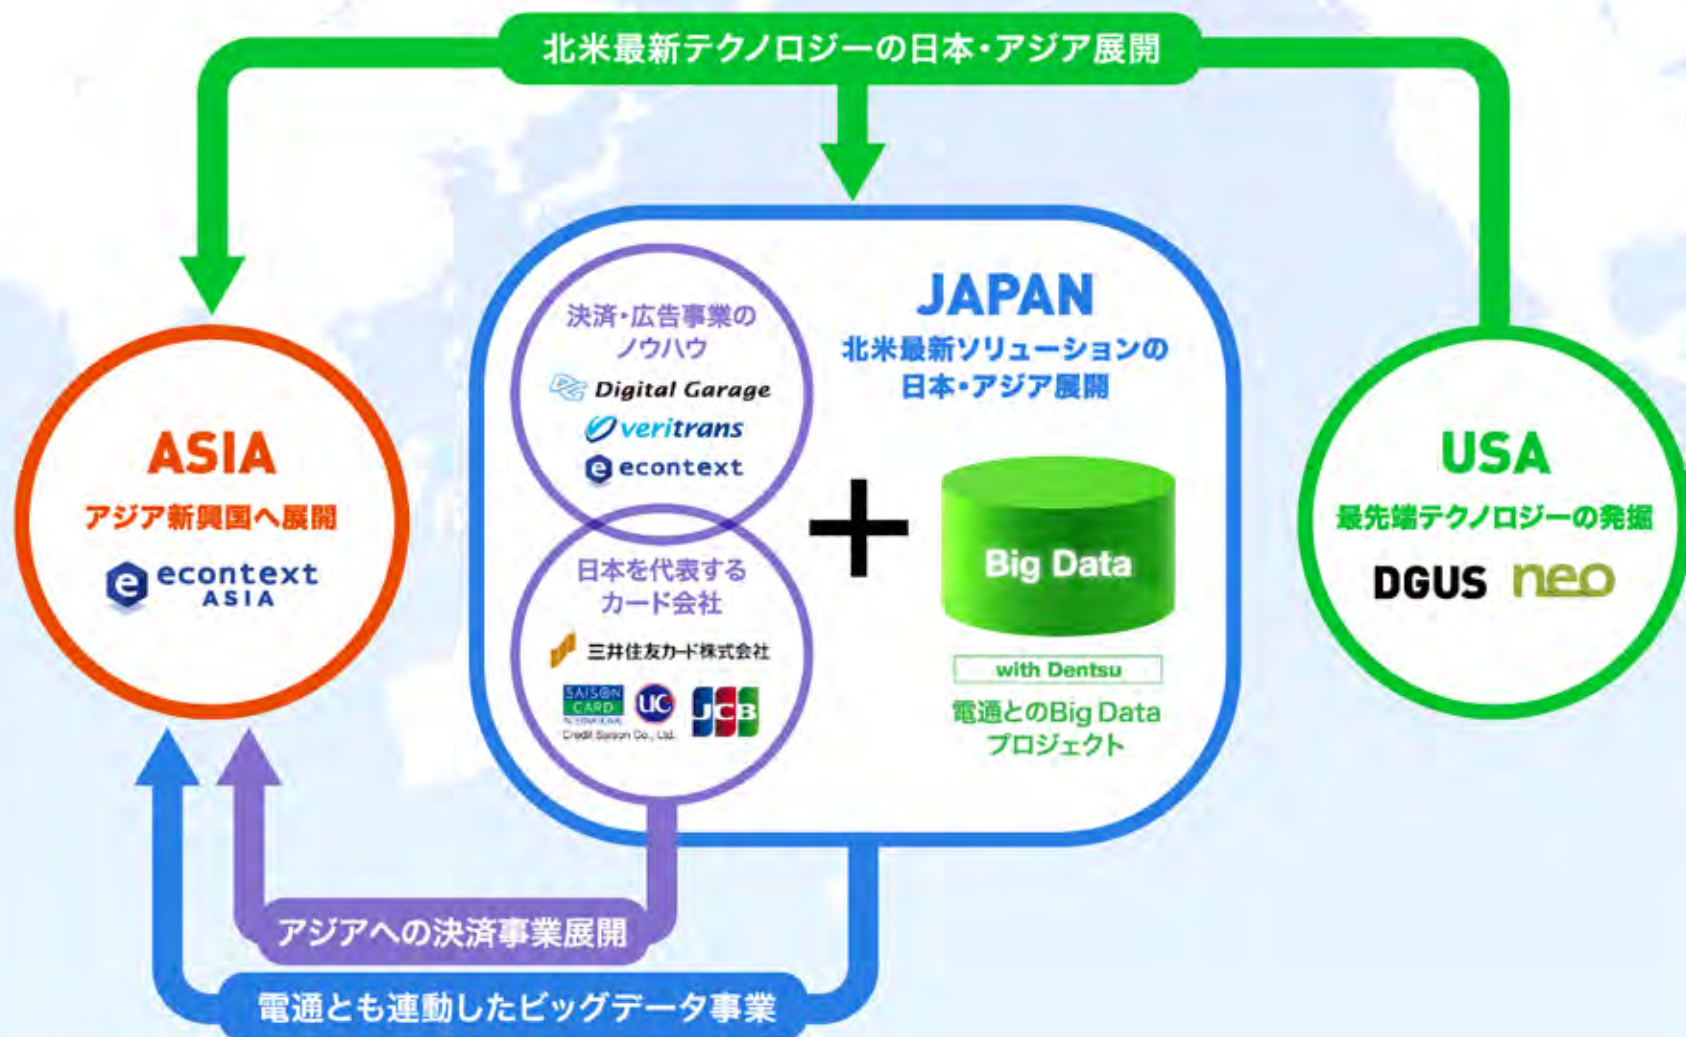 北米最新テクノロジーの日本・アジア展開
ASIA
アジア新興国へ展開
econtext
ASIA
決済・広告事業の
ノウハウ
Digital Garage
veritrans
econtext
日本を代表する
カード会社
三井住友カード株式会社
SAISON
CARD
INTERNATIONAL
UC
JCB
Credit Saison Co., Ltd.
JAPAN
北米最新ソリューションの
日本・アジア展開
+
Big Data
with Dentsu
電通とのBig Data
プロジェクト
USA
最先端テクノロジーの発掘
DGUS neo
アジアへの決済事業展開
電通とも連動したビッグデータ事業